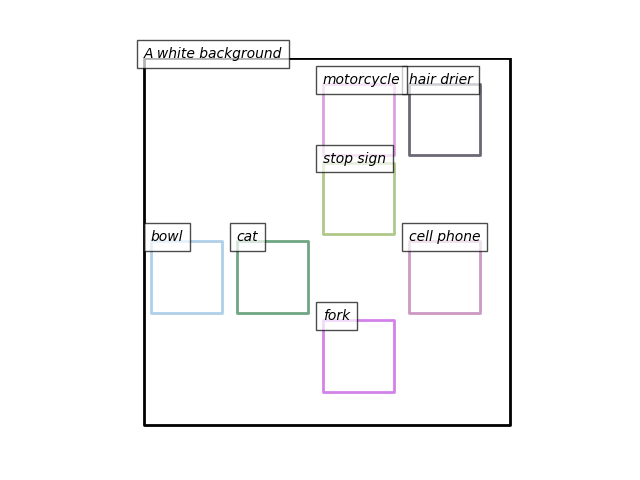 A white background
motorcycle
hair drier
stop sign
bowl
cat
cell phone
fork